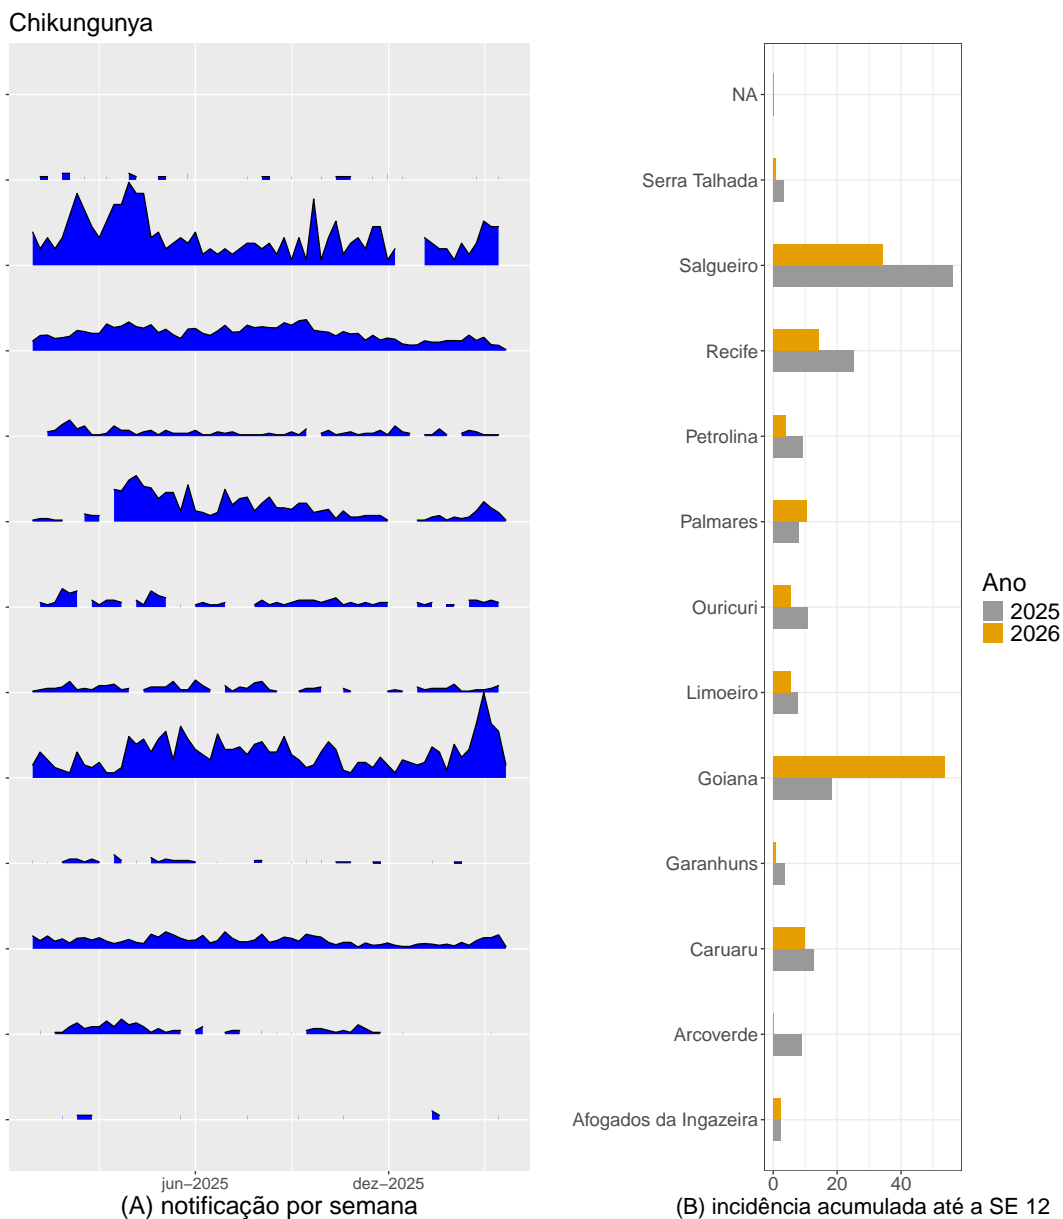 Chikungunya
NA
Serra Talhada
Salgueiro
Recife
Petrolina
Palmares
Ouricuri
Limoeiro
Goiana
Garanhuns
Caruaru
Arcoverde
Afogados da Ingazeira
jun–2025
dez–2025
(A) notificação por semana
0
20
40
(B) incidência acumulada até a SE 12
Ano
2025
2026